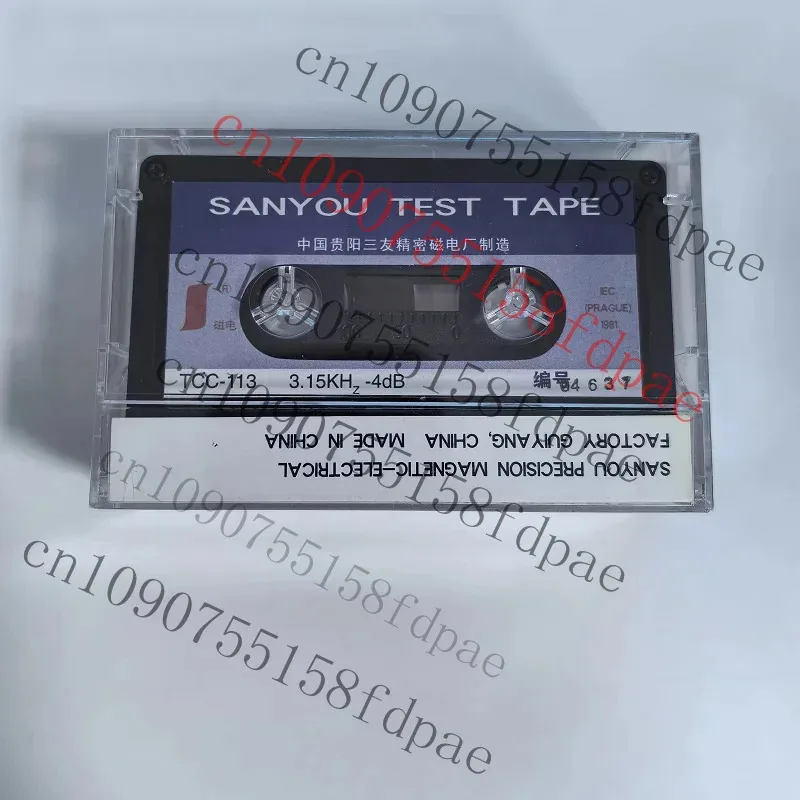 cn1090755158fdpae
cn1090755158fdpae
SANYOU TEST TAPE
中国贵阳三友精密磁电厂制造
cn1090755158fdpae
®
磁电
IEC
(PRAGUE)
1981
TCC-113 3.15KHz -4dB 编号
cn1090755158fdpae
SANYOU PRECISION MAGNETIC-ELECTRICAL
FACTORY GUIYANG, CHINA MADE IN CHINA
cn1090755158fdpae
cn1090755158fdpae